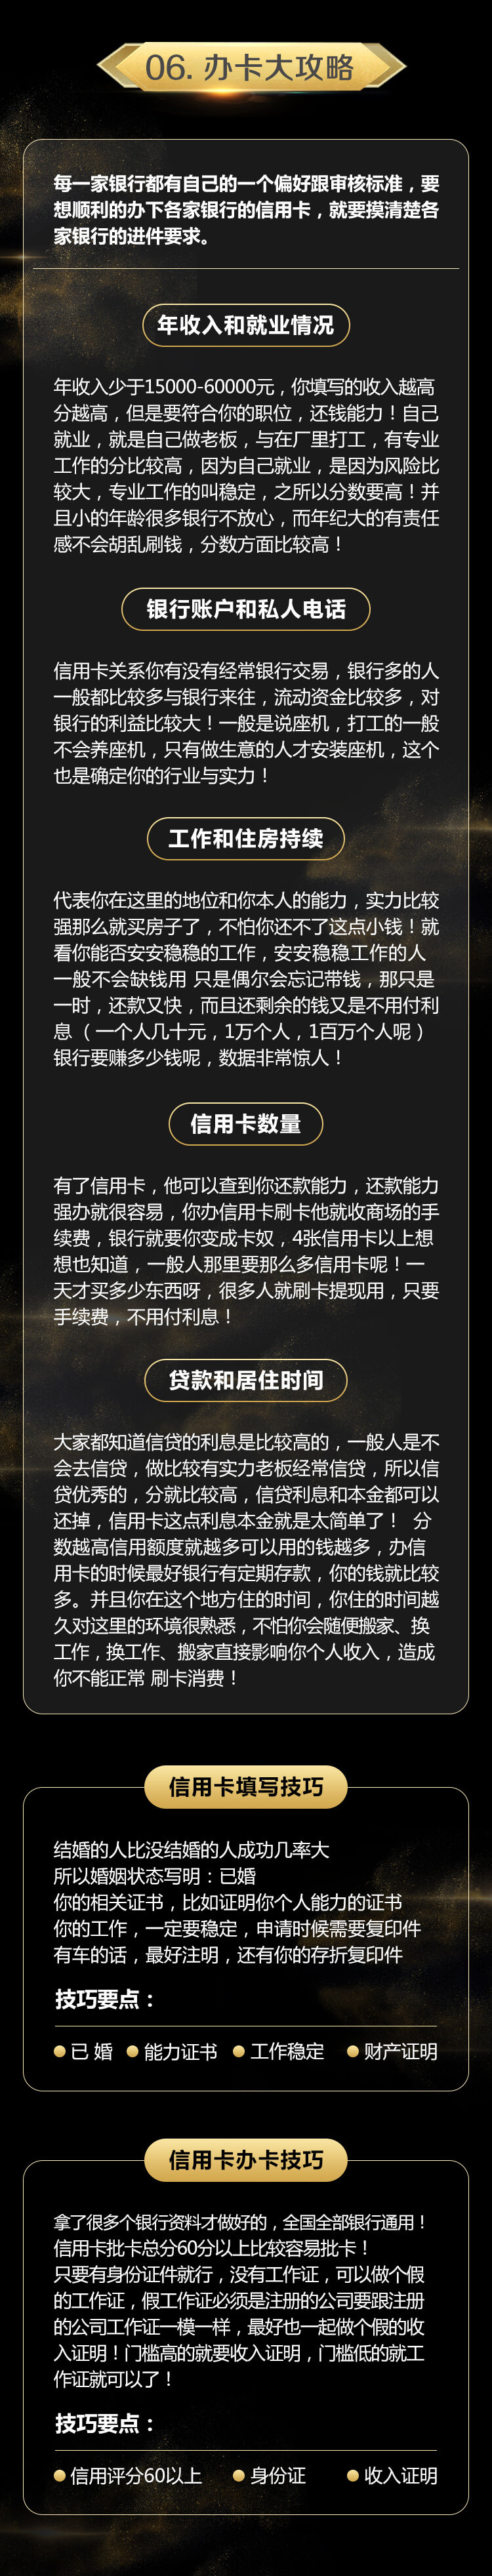 06. 办卡大攻略
每一家银行都有自己的一个偏好跟审核标准，要
想顺利的办下各家银行的信用卡，就要摸清楚各
家银行的进件要求。
年收入和就业情况
年收入少于15000-60000元，你填写的收入越高
分越高，但是要符合你的职位，还钱能力！自己
就业，就是自己做老板，与在厂里打工，有专业
工作的分比较高，因为自己就业，是因为风险比
较大，专业工作的叫稳定，之所以分数要高！并
且小的年龄很多银行不放心，而年纪大的有责任
感不会胡乱刷钱，分数方面比较高！
银行账户和私人电话
信用卡关系你有没有经常银行交易，银行多的人
一般都比较多与银行来往，流动资金比较多，对
银行的利益比较大！一般是说座机，打工的一般
不会养座机，只有做生意的人才安装座机，这个
也是确定你的行业与实力！
工作和住房持续
代表你在这里的地位和你本人的能力，实力比较
强那么就买房子了，不怕你还不了这点小钱！就
看你能否安安稳稳的工作，安安稳稳工作的人
一般不会缺钱用 只是偶尔会忘记带钱，那只是
一时，还款又快，而且还剩余的钱又是不用付利
息（一个人几十元，1万个人，1百万个人呢）
银行要赚多少钱呢，数据非常惊人！
信用卡数量
有了信用卡，他可以查到你还款能力，还款能力
强办就很容易，你办信用卡刷卡他就收商场的手
续费，银行就要你变成卡奴，4张信用卡以上想
想也知道，一般人那里要那么多信用卡呢！一
天才买多少东西呀，很多人就刷卡提现用，只要
手续费，不用付利息！
贷款和居住时间
大家都知道信贷的利息是比较高的，一般人是不
会去信贷，做比较有实力老板经常信贷，所以信
贷优秀的，分就比较高，信贷利息和本金都可以
还掉，信用卡这点利息本金就是太简单了！ 分
数越高信用额度就越多可以用的钱越多，办信
用卡的时候最好银行有定期存款，你的钱就比较
多。并且你在这个地方住的时间，你住的时间越
久对这里的环境很熟悉，不怕你会随便搬家、换
工作，换工作、搬家直接影响你个人收入，造成
你不能正常 刷卡消费！
信用卡填写技巧
结婚的人比没结婚的人成功几率大
所以婚姻状态写明：已婚
你的相关证书，比如证明你个人能力的证书
你的工作，一定要稳定，申请时候需要复印件
有车的话，最好注明，还有你的存折复印件
技巧要点：
已 婚 能力证书 工作稳定 财产证明
信用卡办卡技巧
拿了很多个银行资料才做好的，全国全部银行通用！
信用卡批卡总分60分以上比较容易批卡！
只要有身份证件就行，没有工作证，可以做个假
的工作证，假工作证必须是注册的公司要跟注册
的公司工作证一模一样，最好也一起做个假的收
入证明！门槛高的就要收入证明，门槛低的就工
作证就可以了！
技巧要点：
信用评分60以上 身份证 收入证明